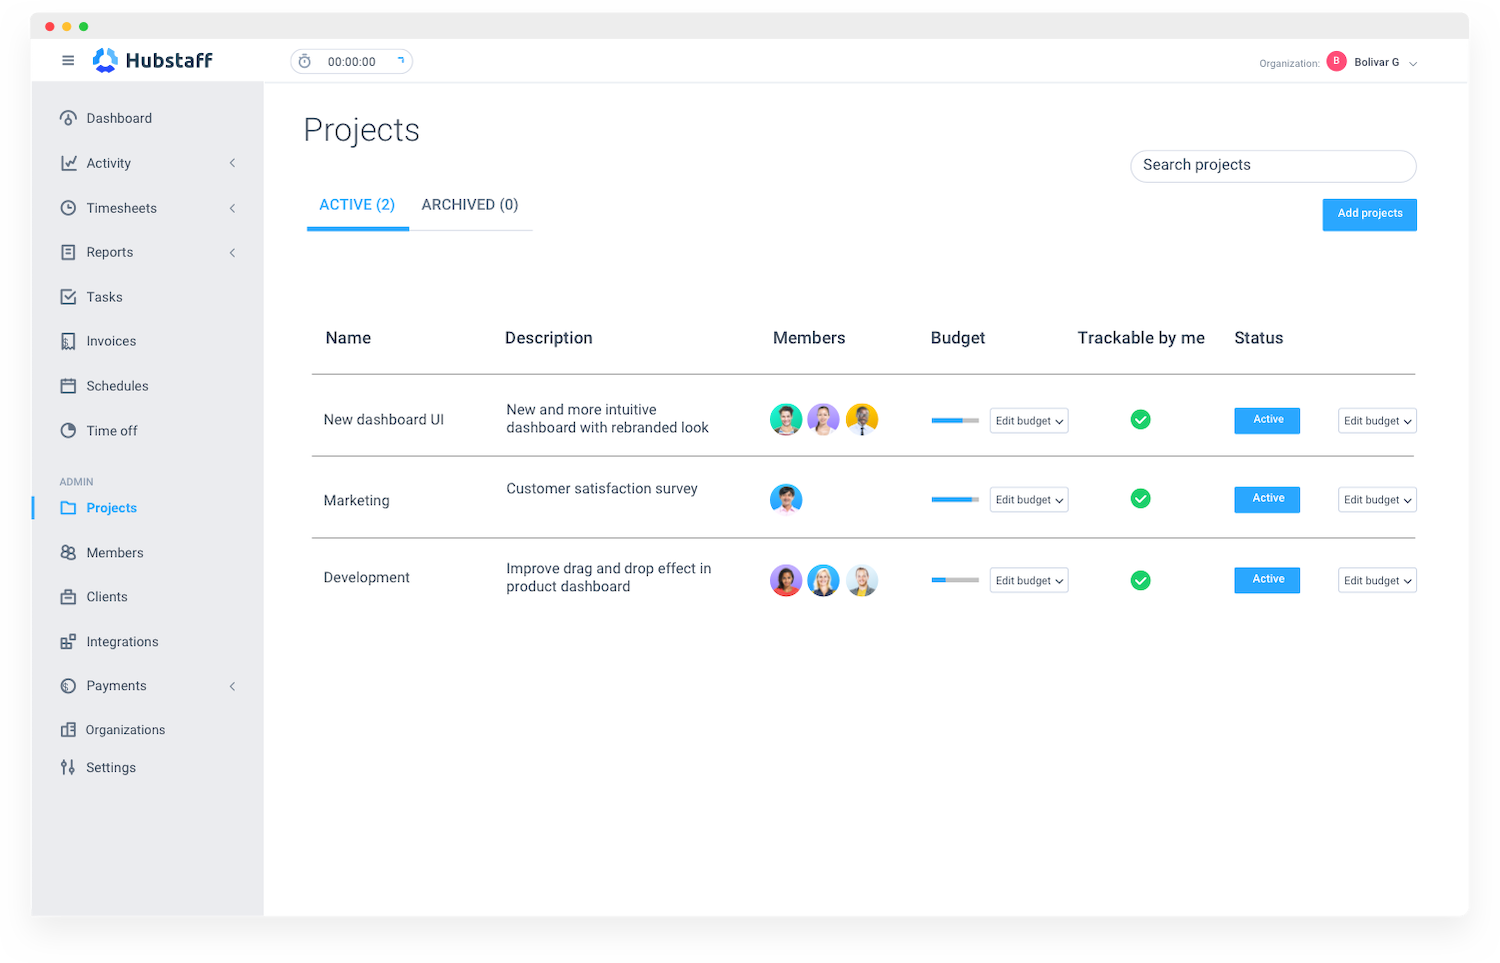 Hubstaff
00:00:00
Organization: B Bolivar G
Dashboard
Activity
Timesheets
Reports
Tasks
Invoices
Schedules
Time off
ADMIN
Projects
Members
Clients
Integrations
Payments
Organizations
Settings
Projects
Search projects
ACTIVE (2) ARCHIVED (0)
Add projects
Name Description Members Budget Trackable by me Status
New dashboard UI
New and more intuitive
dashboard with rebranded look
Edit budget
Active
Edit budget
Marketing
Customer satisfaction survey
Edit budget
Active
Edit budget
Development
Improve drag and drop effect in
product dashboard
Edit budget
Active
Edit budget